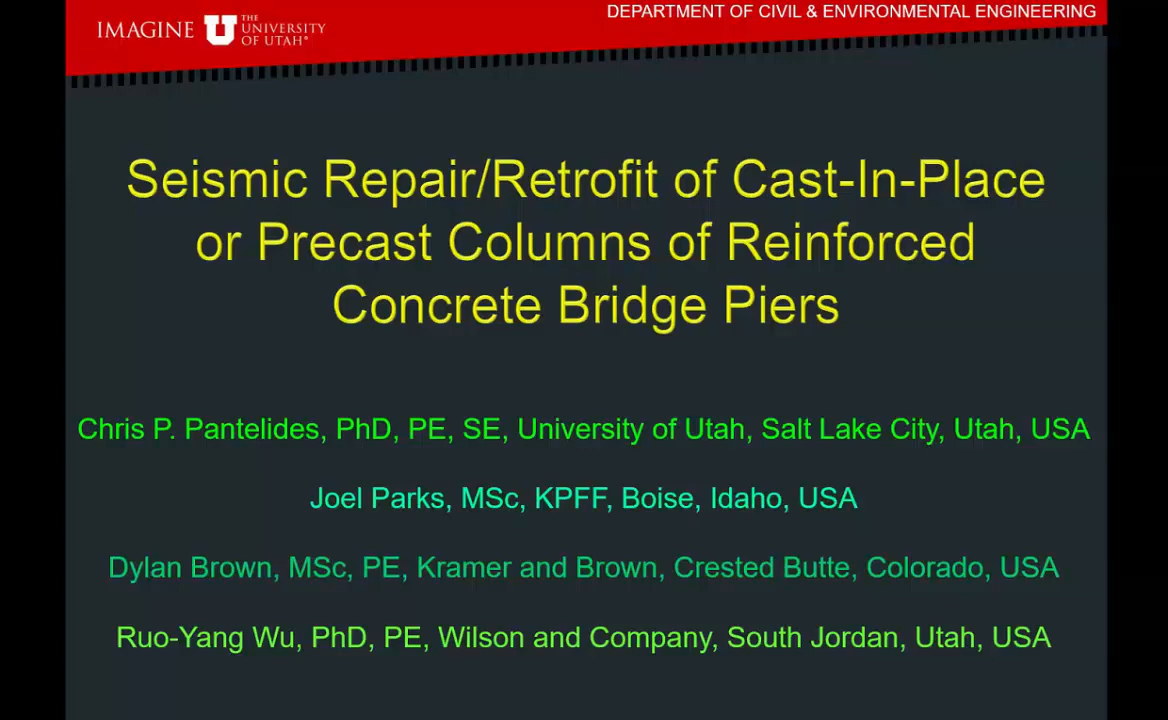 IMAGINE
THE
UNIVERSITY
OF UTAH®
DEPARTMENT OF CIVIL & ENVIRONMENTAL ENGINEERING
Seismic Repair/Retrofit of Cast-In-Place
or Precast Columns of Reinforced
Concrete Bridge Piers
Chris P. Pantelides, PhD, PE, SE, University of Utah, Salt Lake City, Utah, USA
Joel Parks, MSc, KPFF, Boise, Idaho, USA
Dylan Brown, MSc, PE, Kramer and Brown, Crested Butte, Colorado, USA
Ruo-Yang Wu, PhD, PE, Wilson and Company, South Jordan, Utah, USA